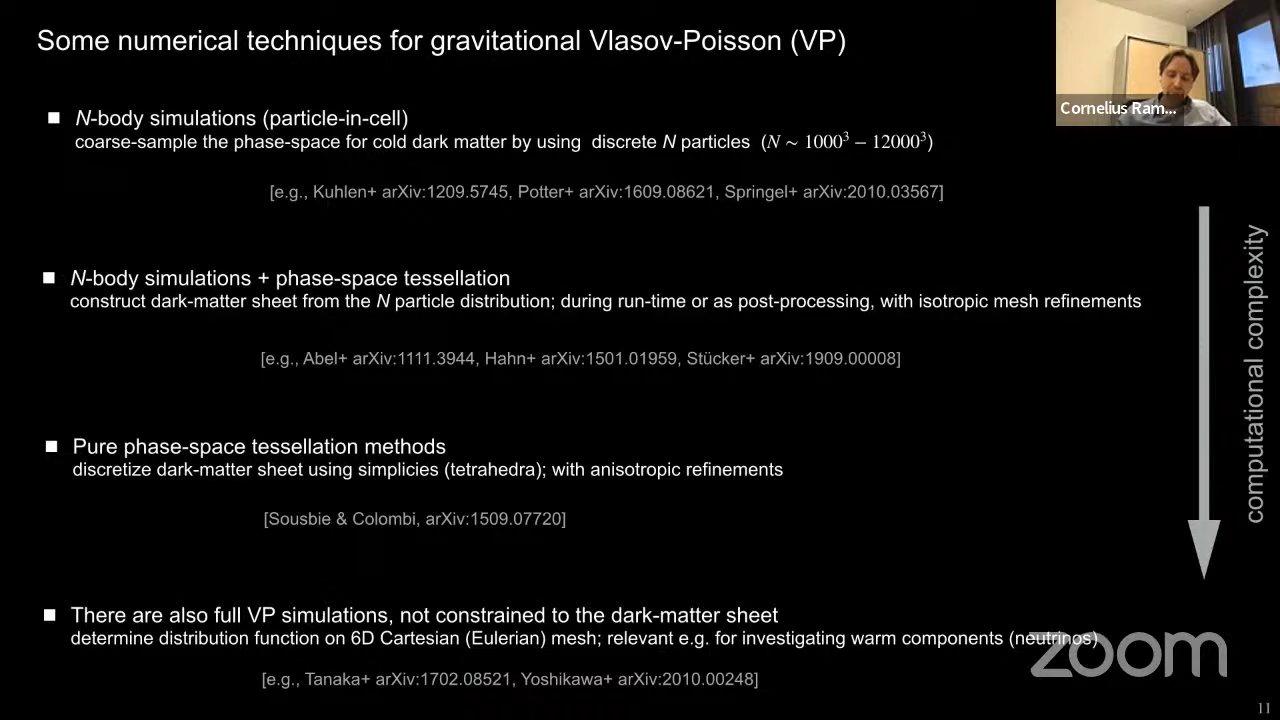 Some numerical techniques for gravitational Vlasov-Poisson (VP)
Cornelius Ram...
■ N-body simulations (particle-in-cell)
coarse-sample the phase-space for cold dark matter by using discrete N particles (N ~ 1000³ − 12000³)
[e.g., Kuhlen+ arXiv:1209.5745, Potter+ arXiv:1609.08621, Springel+ arXiv:2010.03567]
■ N-body simulations + phase-space tessellation
construct dark-matter sheet from the N particle distribution; during run-time or as post-processing, with isotropic mesh refinements
[e.g., Abel+ arXiv:1111.3944, Hahn+ arXiv:1501.01959, Stücker+ arXiv:1909.00008]
■ Pure phase-space tessellation methods
discretize dark-matter sheet using simplicies (tetrahedra); with anisotropic refinements
[Sousbie & Colombi, arXiv:1509.07720]
■ There are also full VP simulations, not constrained to the dark-matter sheet
determine distribution function on 6D Cartesian (Eulerian) mesh; relevant e.g. for investigating warm components (neutrinos)
[e.g., Tanaka+ arXiv:1702.08521, Yoshikawa+ arXiv:2010.00248]
computational complexity
zoom
11